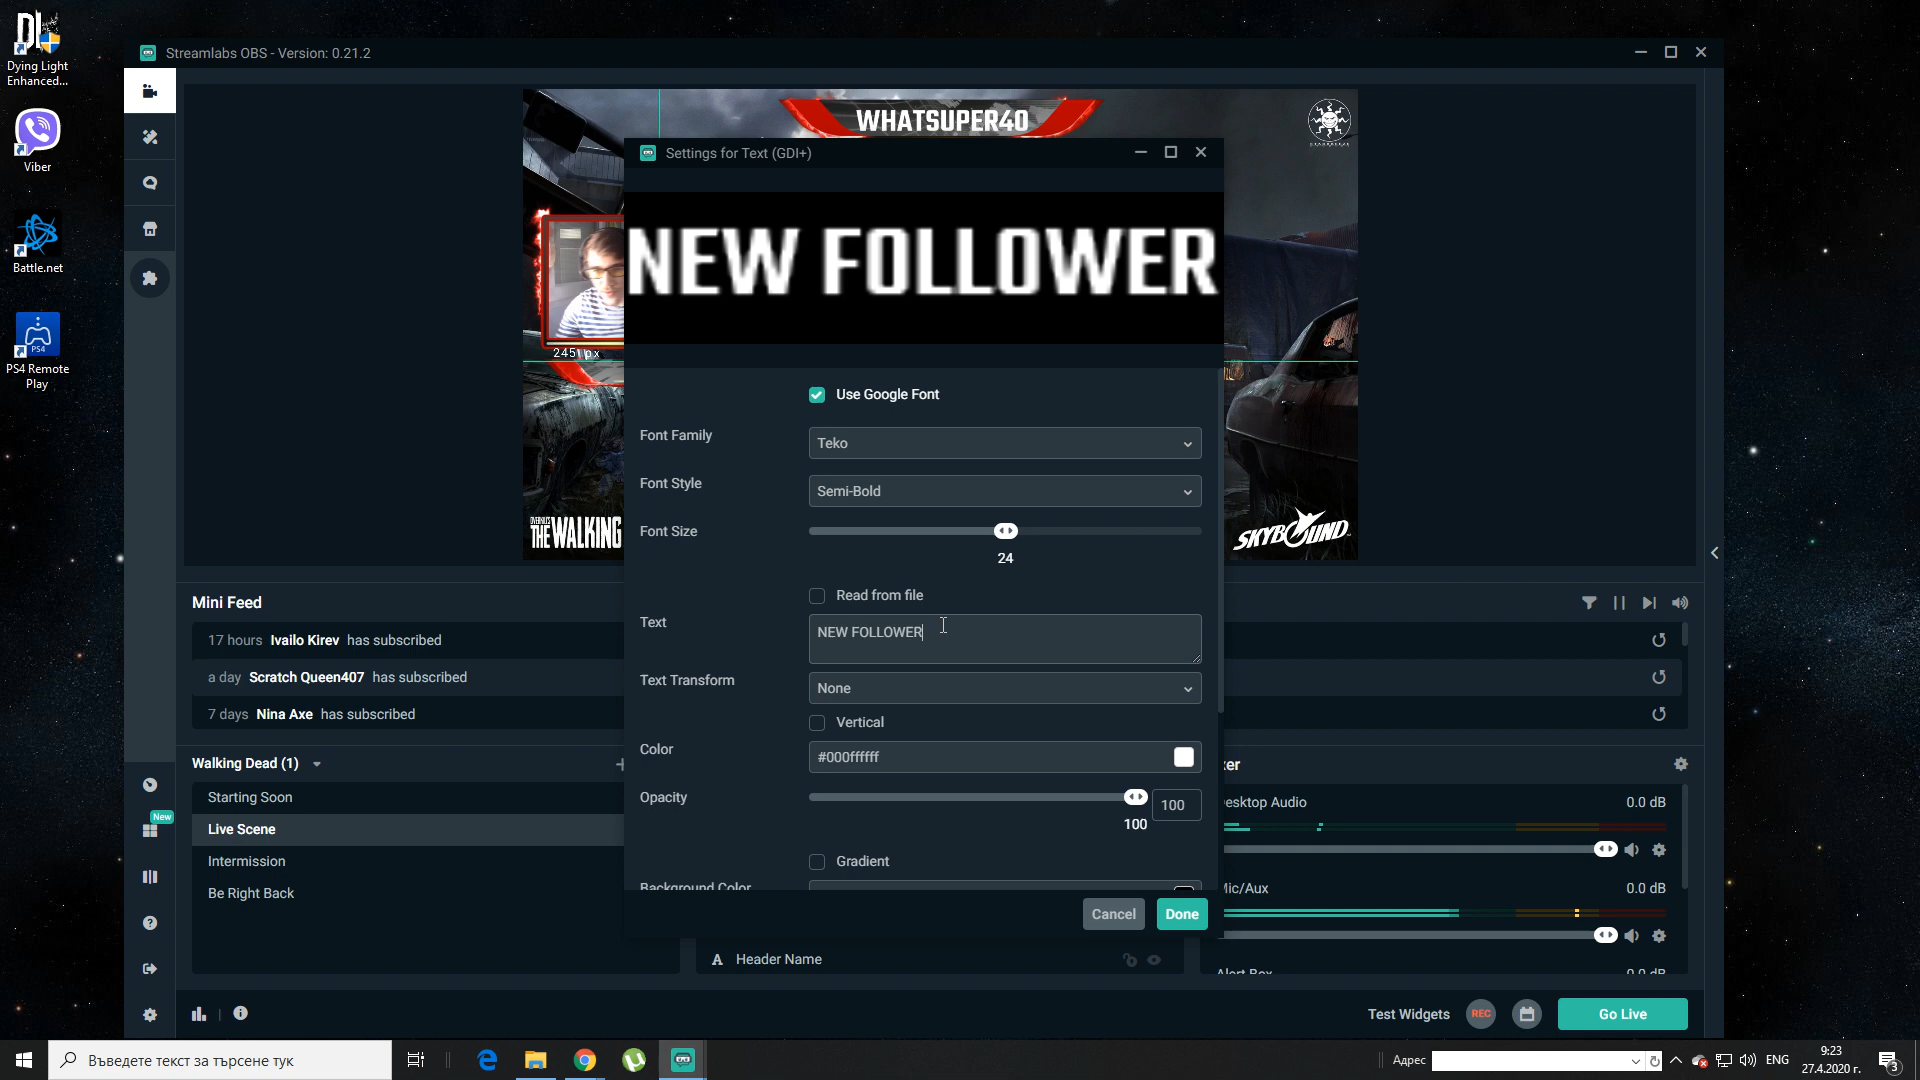 Dying Light
Enhanced...
Viber
Battle.net
PS4
PS4 Remote
Play
Streamlabs OBS - Version: 0.21.2
WHATSUPER40
245 px
THE WALKING
SKYBOUND
Settings for Text (GDI+)
NEW FOLLOWER
Use Google Font
Font Family
Teko
Font Style
Semi-Bold
Font Size
24
Read from file
Text
NEW FOLLOWER
Text Transform
None
Vertical
Color
#000ffffff
Opacity
100
100
Gradient
Background Color
Cancel
Done
Mini Feed
17 hours Ivailo Kirev has subscribed
a day Scratch Queen407 has subscribed
7 days Nina Axe has subscribed
Walking Dead (1)
Starting Soon
Live Scene
Intermission
Be Right Back
New
Header Name
xer
esktop Audio
0.0 dB
Mic/Aux
0.0 dB
Alert Box
0.0 dB
Test Widgets
REC
Go Live
Въведете текст за търсене тук
Адрес
ENG
9:23
27.4.2020 г.
3